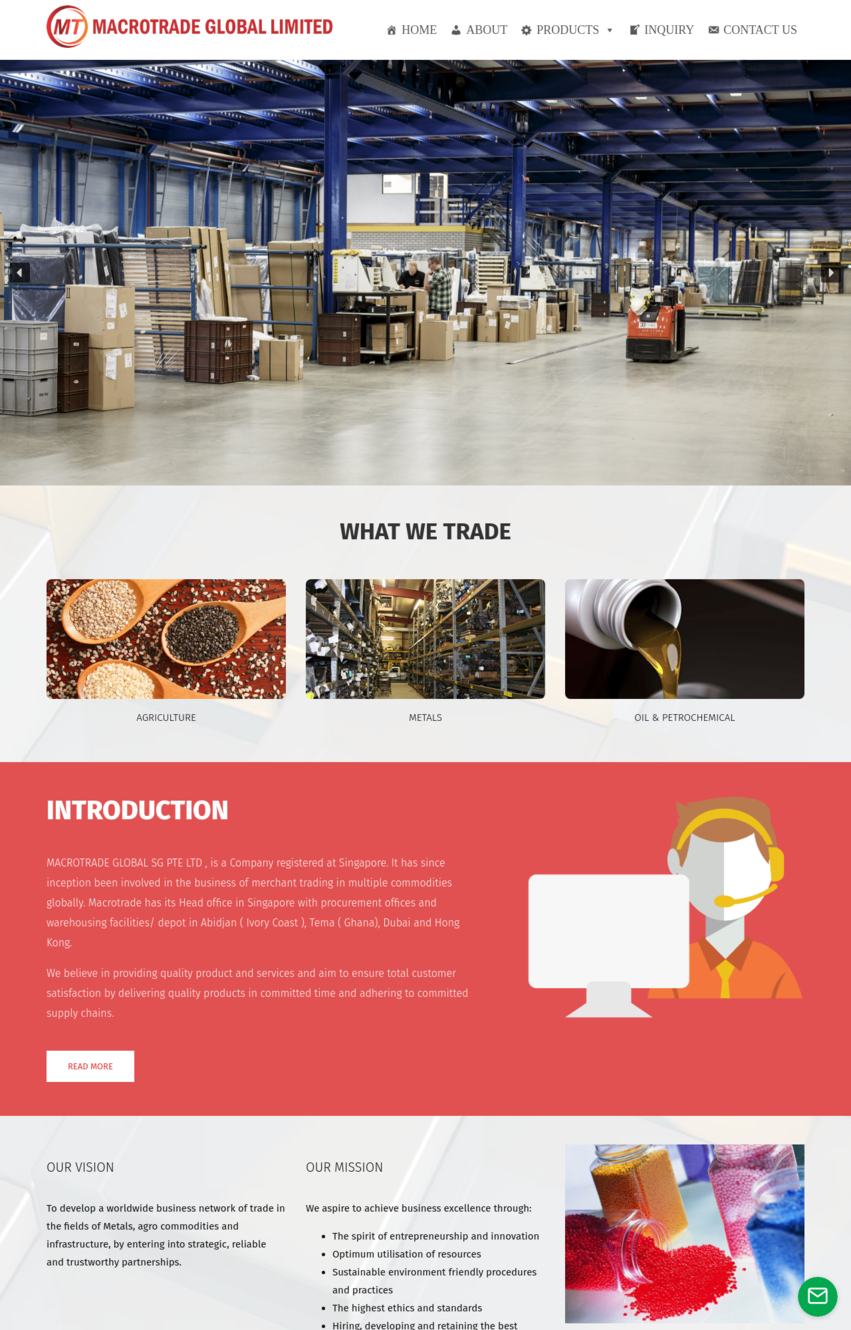 MT MACROTRADE GLOBAL LIMITED
HOME ABOUT PRODUCTS INQUIRY CONTACT US
WHAT WE TRADE
AGRICULTURE
METALS
OIL & PETROCHEMICAL
INTRODUCTION
MACROTRADE GLOBAL SG PTE LTD , is a Company registered at Singapore. It has since
inception been involved in the business of merchant trading in multiple commodities
globally. Macrotrade has its Head office in Singapore with procurement offices and
warehousing facilities/ depot in Abidjan ( Ivory Coast ), Tema ( Ghana), Dubai and Hong
Kong.
We believe in providing quality product and services and aim to ensure total customer
satisfaction by delivering quality products in committed time and adhering to committed
supply chains.
READ MORE
OUR VISION
To develop a worldwide business network of trade in
the fields of Metals, agro commodities and
infrastructure, by entering into strategic, reliable
and trustworthy partnerships.
OUR MISSION
We aspire to achieve business excellence through:
The spirit of entrepreneurship and innovation
Optimum utilisation of resources
Sustainable environment friendly procedures
and practices
The highest ethics and standards
Hiring, developing and retaining the best